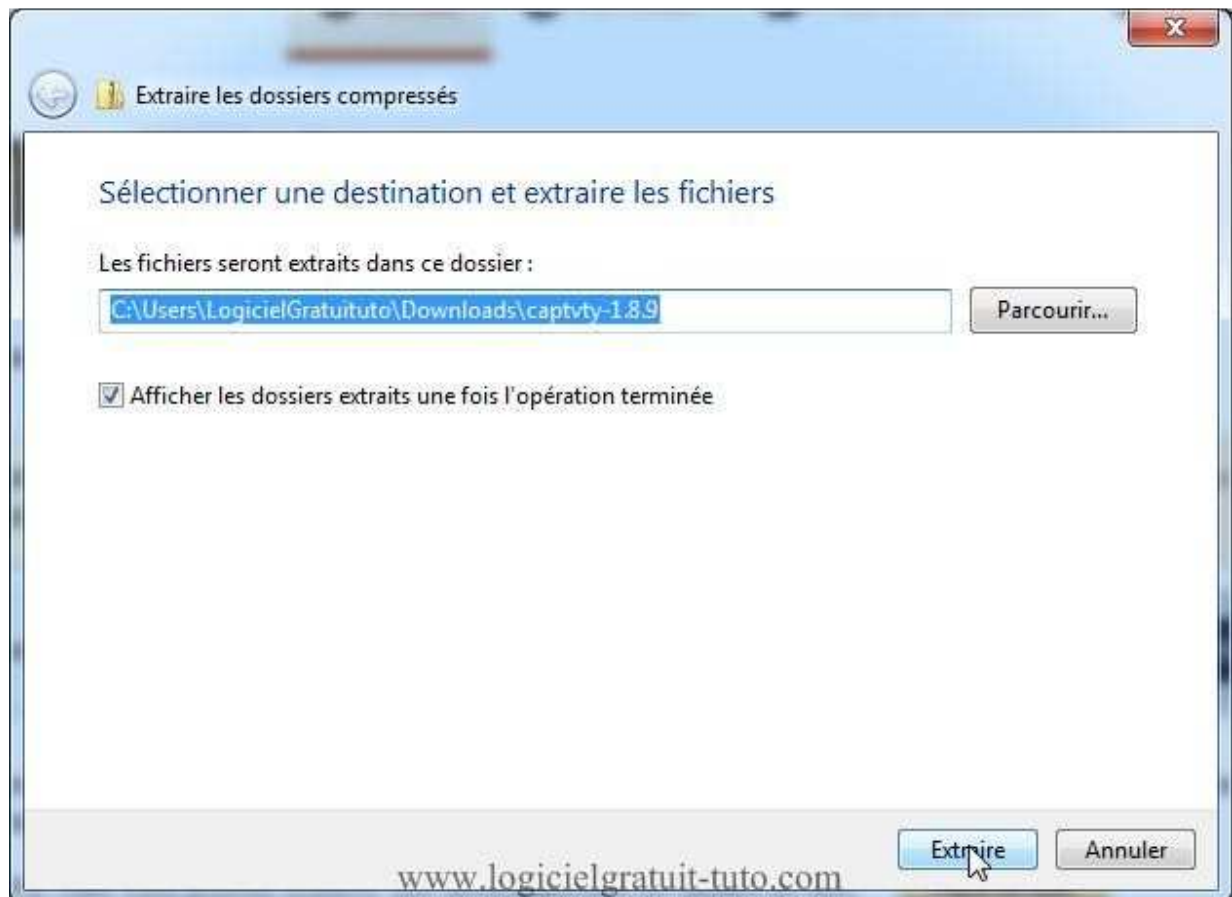 Extraire les dossiers compressés
Sélectionner une destination et extraire les fichiers
Les fichiers seront extraits dans ce dossier :
C:\Users\LogicielGratuituto\Downloads\captvty-1.8.9
Parcourir...
Afficher les dossiers extraits une fois l'opération terminée
Extraire
Annuler
www.logicielgratuit-tuto.com